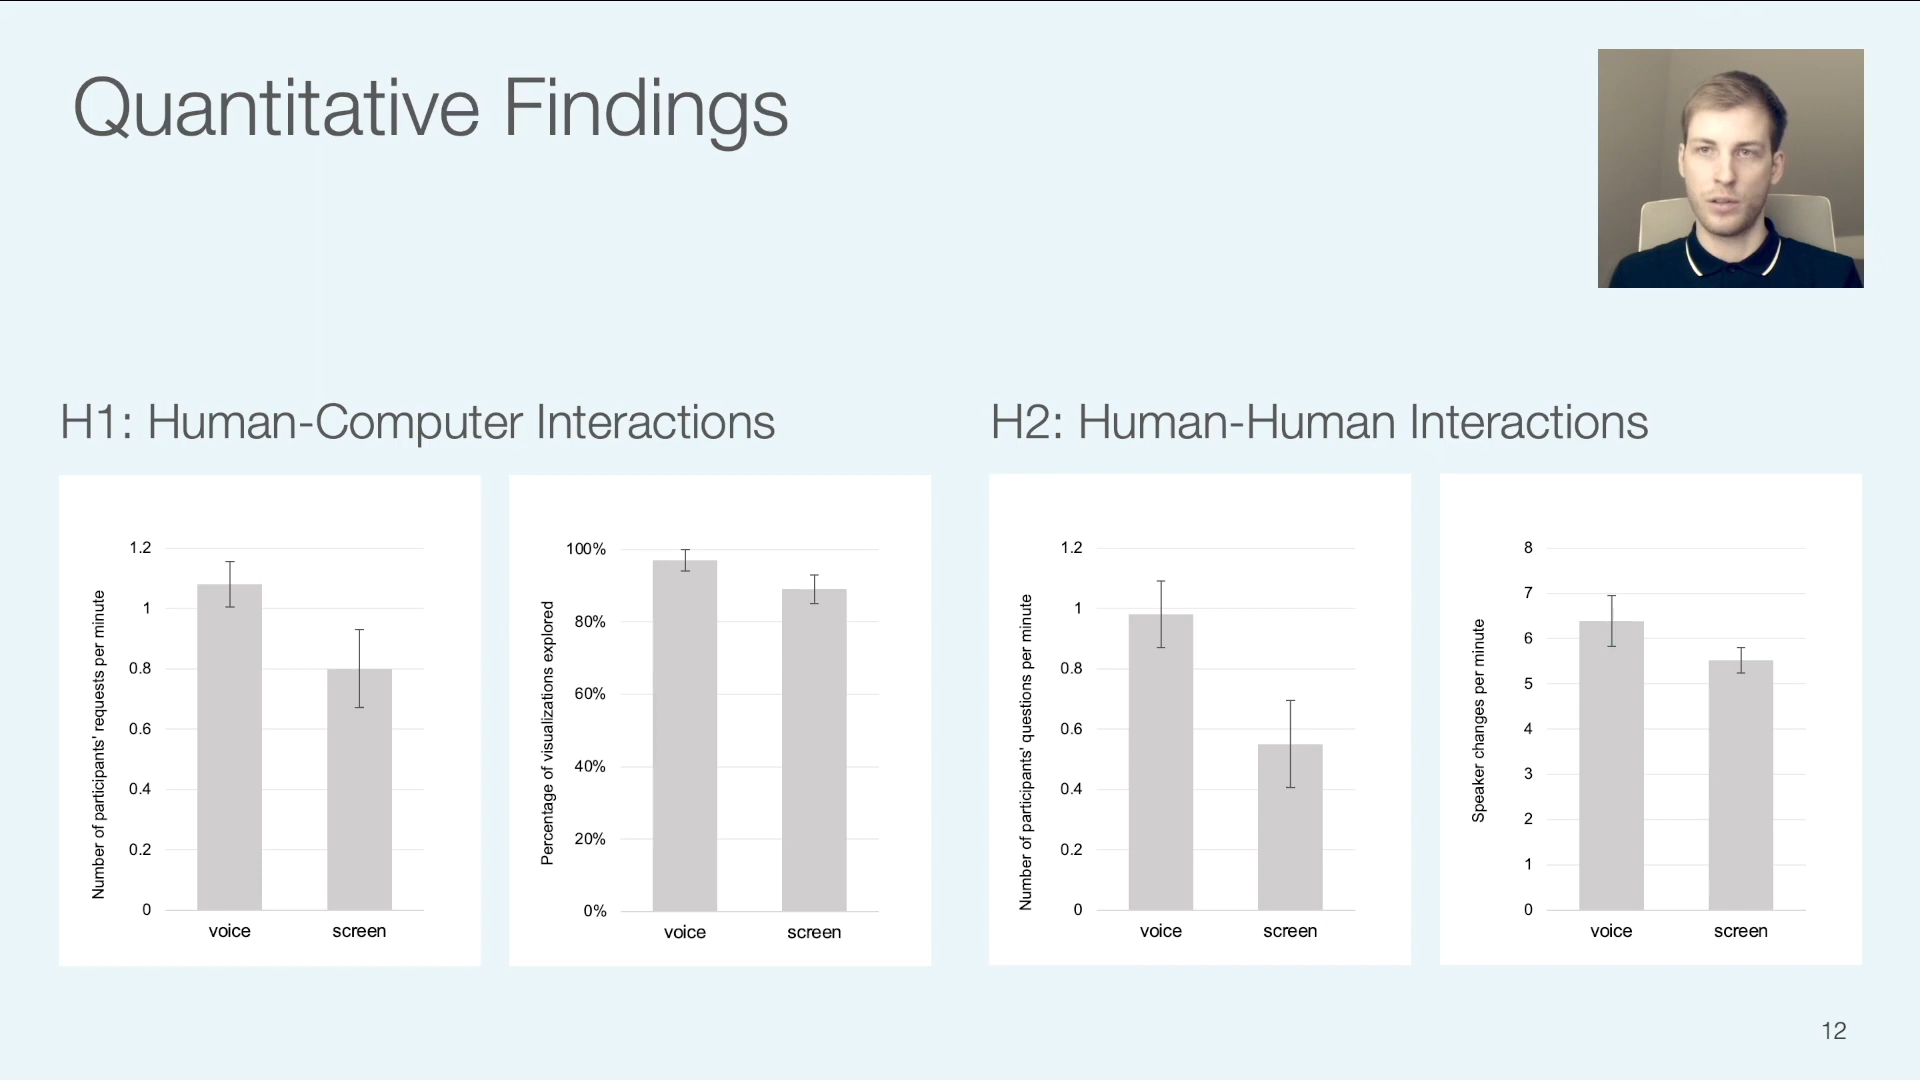 Quantitative Findings
H1: Human-Computer Interactions
Number of participants' requests per minute
1.2
1
0.8
0.6
0.4
0.2
0
voice screen
Percentage of visualizations explored
100%
80%
60%
40%
20%
0%
voice screen
H2: Human-Human Interactions
Number of participants' questions per minute
1.2
1
0.8
0.6
0.4
0.2
0
voice screen
Speaker changes per minute
8
7
6
5
4
3
2
1
0
voice screen
12